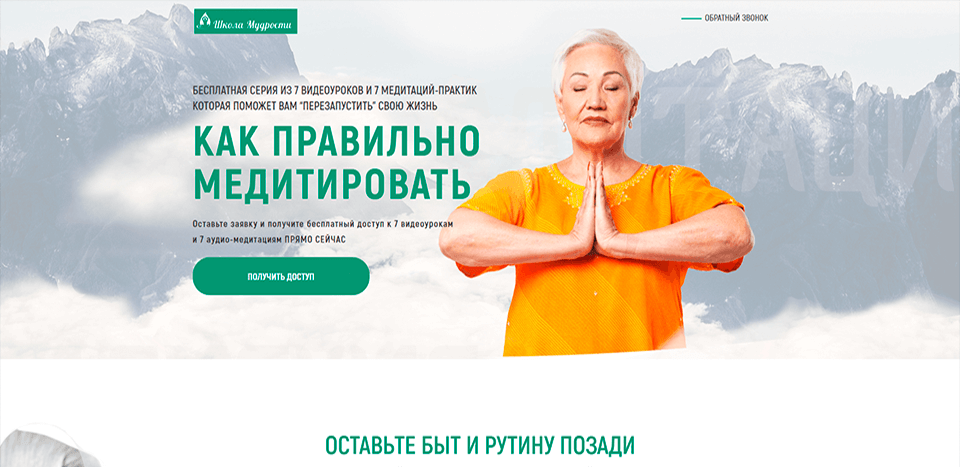 Школа Мудрости
ОБРАТНЫЙ ЗВОНОК
БЕСПЛАТНАЯ СЕРИЯ ИЗ 7 ВИДЕОУРОКОВ И 7 МЕДИТАЦИЙ-ПРАКТИК
КОТОРАЯ ПОМОЖЕТ ВАМ "ПЕРЕЗАПУСТИТЬ" СВОЮ ЖИЗНЬ
КАК ПРАВИЛЬНО
МЕДИТИРОВАТЬ
Оставьте заявку и получите бесплатный доступ к 7 видеоурокам
и 7 аудио-медитациям ПРЯМО СЕЙЧАС
ПОЛУЧИТЬ ДОСТУП
ОСТАВЬТЕ БЫТ И РУТИНУ ПОЗАДИ